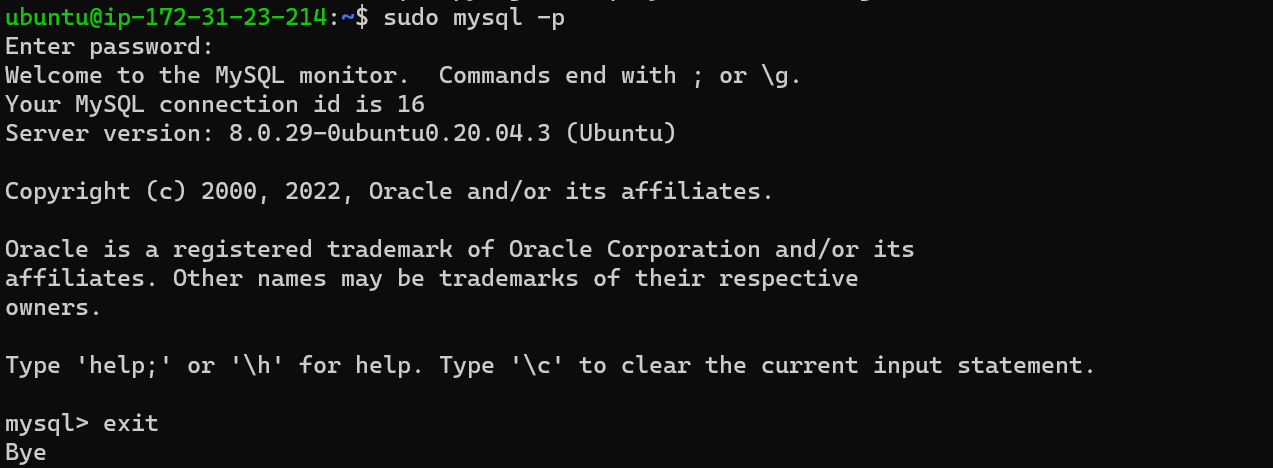 ubuntu@ip-172-31-23-214:~$ sudo mysql -p
Enter password:
Welcome to the MySQL monitor.  Commands end with ; or \g.
Your MySQL connection id is 16
Server version: 8.0.29-0ubuntu0.20.04.3 (Ubuntu)
Copyright (c) 2000, 2022, Oracle and/or its affiliates.
Oracle is a registered trademark of Oracle Corporation and/or its
affiliates. Other names may be trademarks of their respective
owners.
Type 'help;' or '\h' for help. Type '\c' to clear the current input statement.
mysql> exit
Bye